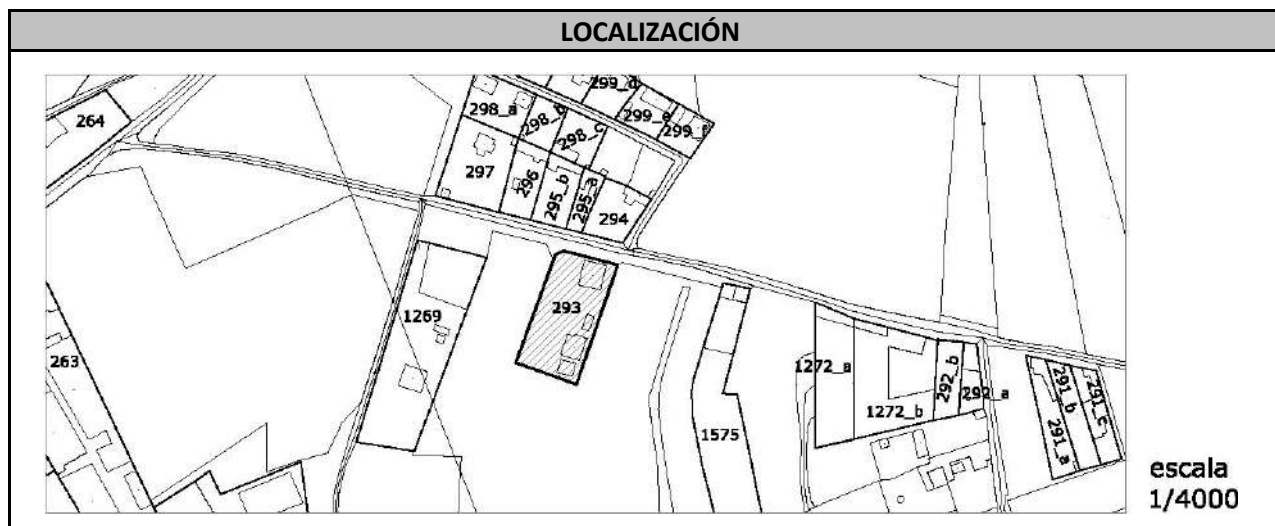 LOCALIZACIÓN
299_d
264
298_a
298_b
299_e
299_f
298_c
297
296
295_b
295_a
294
293
1269
263
1272_a
292_b
292_a
291_b
291_c
1272_b
291_a
1575
escala
1/4000